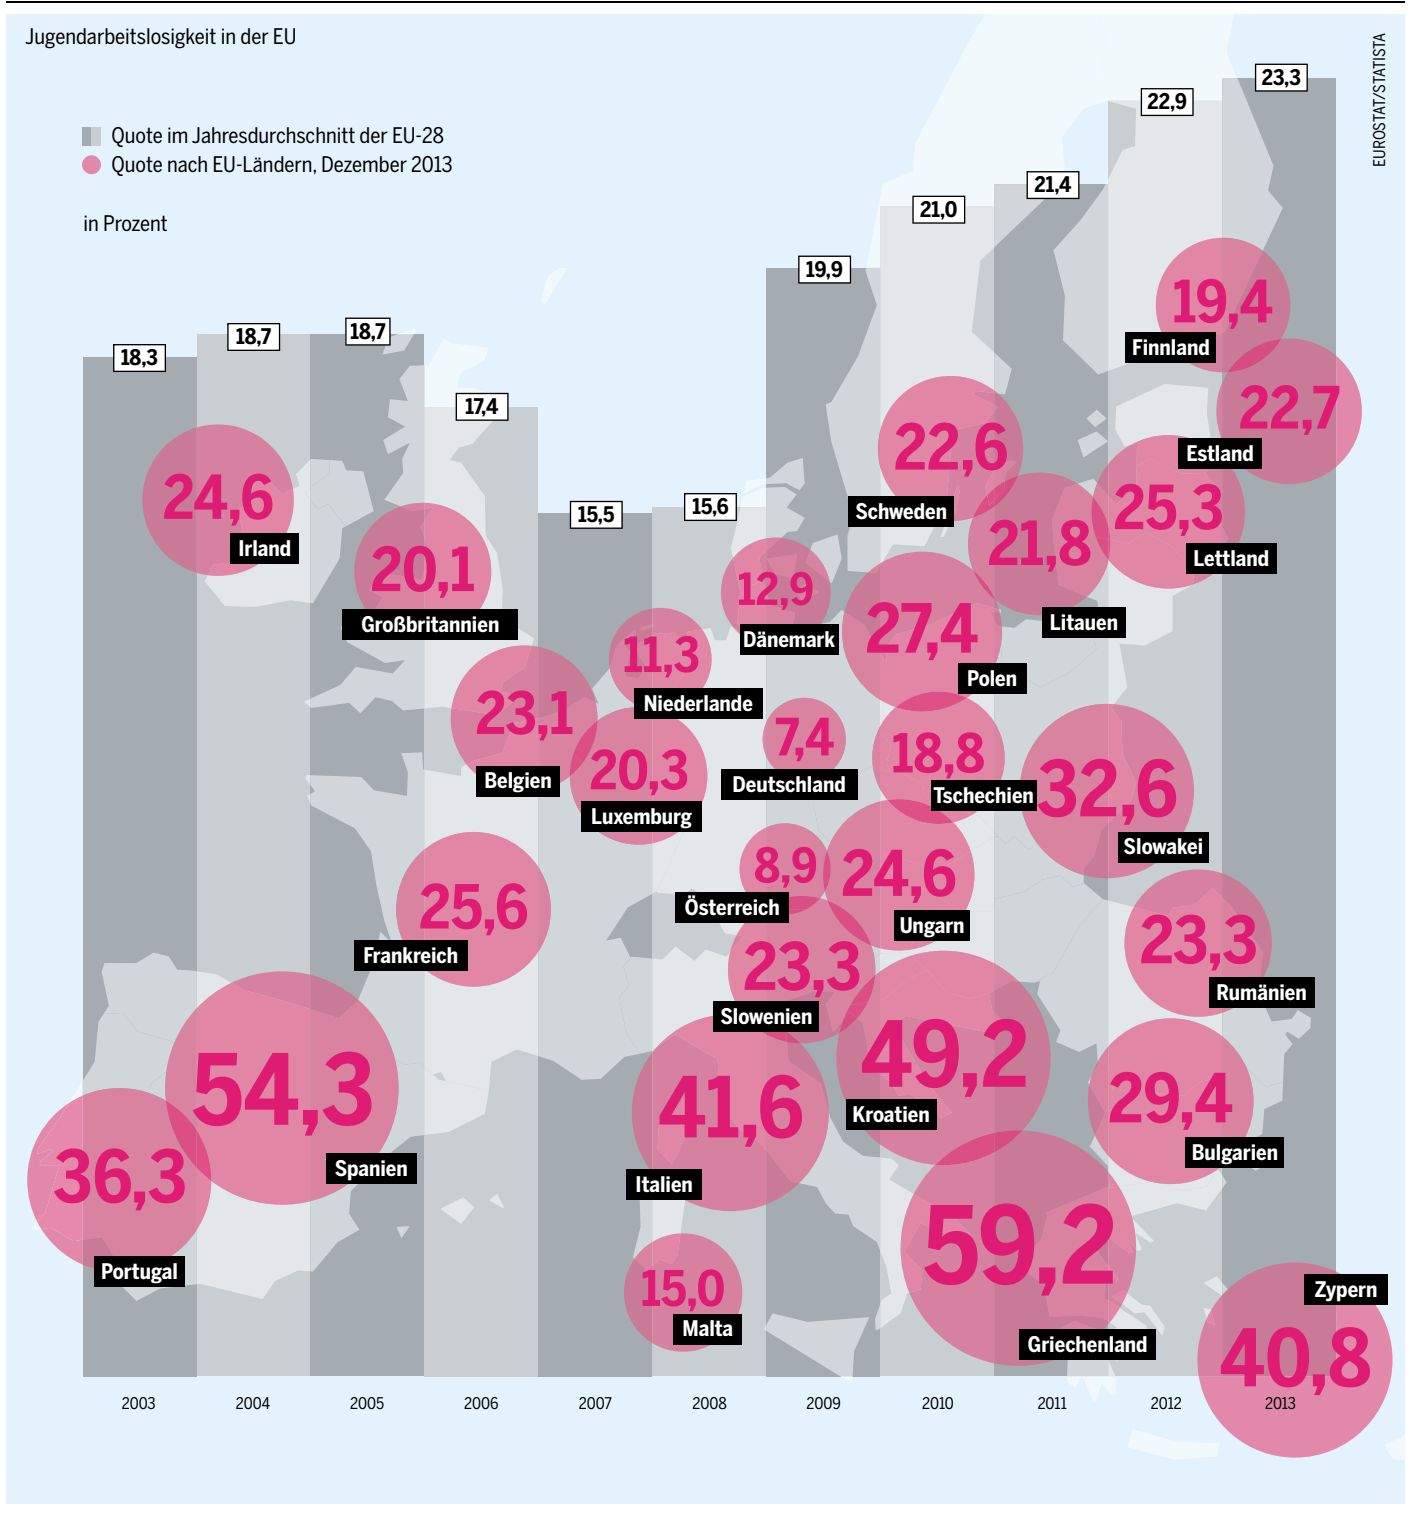 Jugendarbeitslosigkeit in der EU
EUROSTAT/STATISTA
Quote im Jahresdurchschnitt der EU-28
Quote nach EU-Ländern, Dezember 2013
in Prozent
18,3
18,7
18,7
17,4
15,5
15,6
19,9
21,0
21,4
22,9
23,3
19,4
Finnland
22,7
Estland
22,6
Schweden
25,3
Lettland
24,6
Irland
20,1
Großbritannien
21,8
Litauen
12,9
Dänemark
27,4
Polen
11,3
Niederlande
23,1
Belgien
20,3
Luxemburg
7,4
Deutschland
18,8
Tschechien
32,6
Slowakei
8,9
Österreich
24,6
Ungarn
25,6
Frankreich
23,3
Slowenien
23,3
Rumänien
54,3
Spanien
49,2
Kroatien
41,6
Italien
29,4
Bulgarien
36,3
Portugal
59,2
Griechenland
15,0
Malta
Zypern
40,8
2003
2004
2005
2006
2007
2008
2009
2010
2011
2012
2013